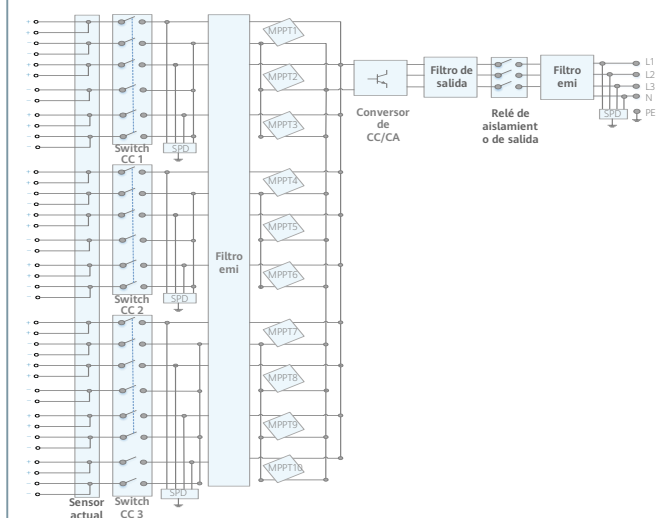 MPPT1
MPPT2
MPPT3
SPD
Switch
CC 1
MPPT4
MPPT5
MPPT6
SPD
Switch
CC 2
Filtro
emi
MPPT7
MPPT8
MPPT9
MPPT10
SPD
Sensor
actual
Switch
CC 3
Conversor
de
CC/CA
Filtro de
salida
Relé de
aislamient
o de salida
Filtro
emi
SPD
L1
L2
L3
N
PE